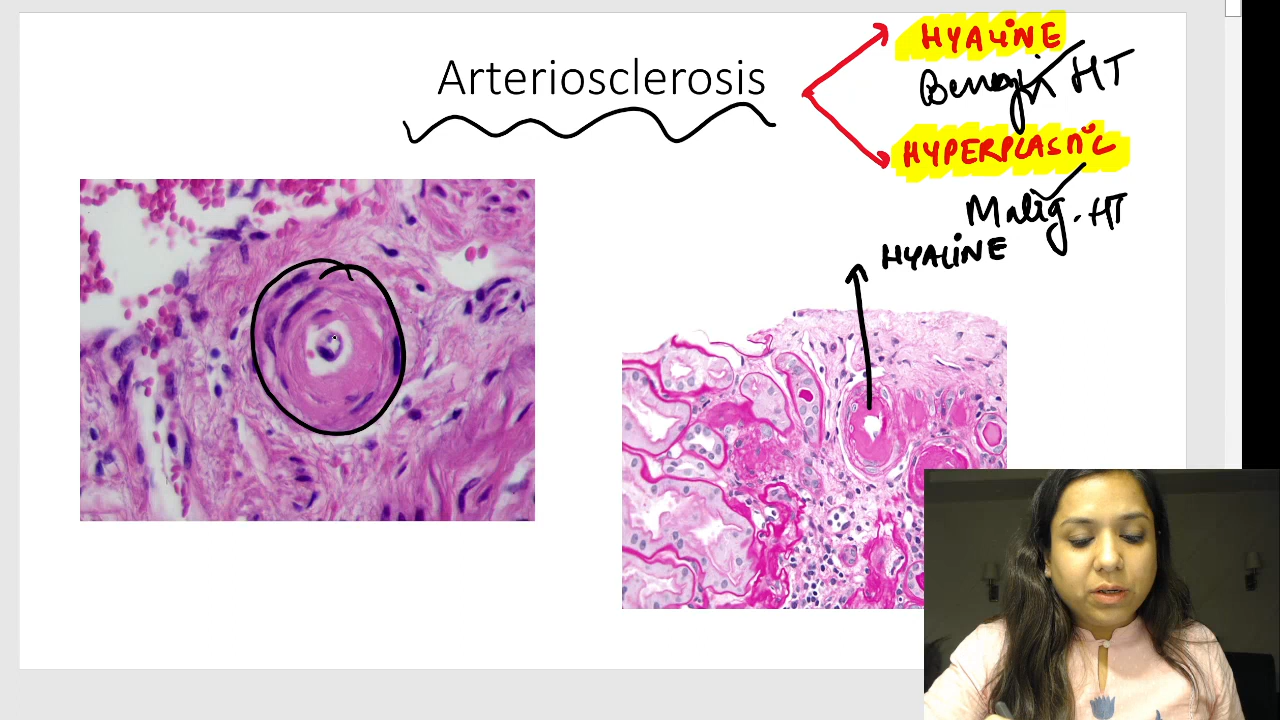 Arteriosclerosis
HYALINE
Benign HT
HYPERPLASTIC
Malig. HT
HYALINE